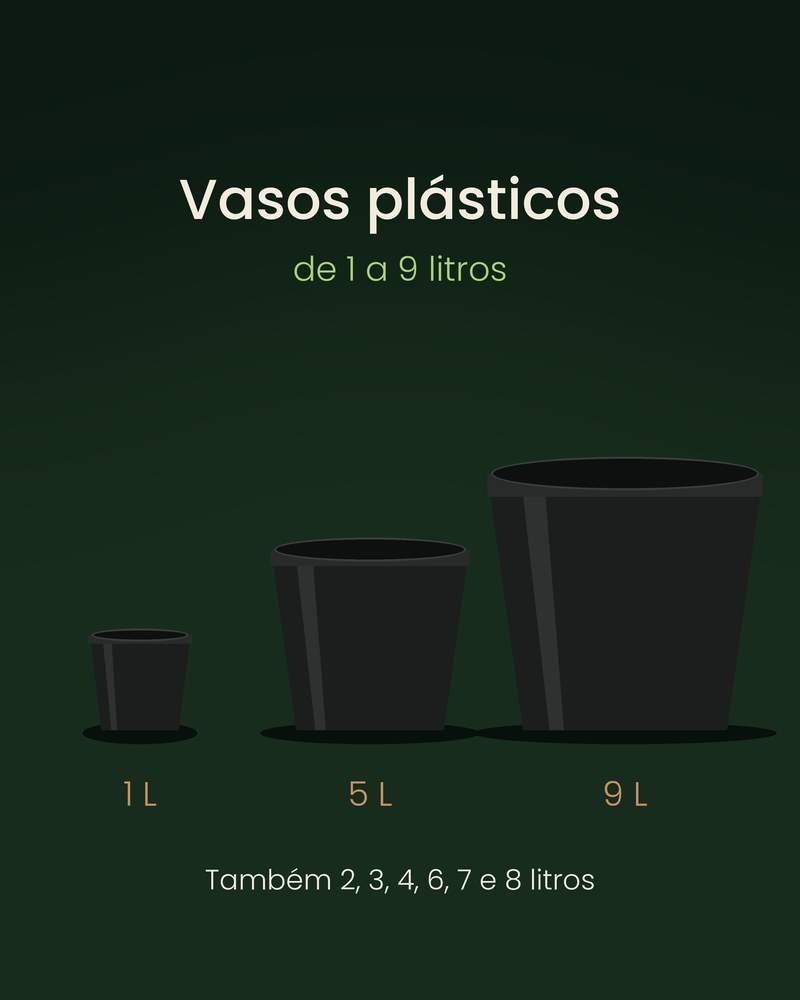 Vasos plásticos
de 1 a 9 litros
1 L
5 L
9 L
Também 2, 3, 4, 6, 7 e 8 litros